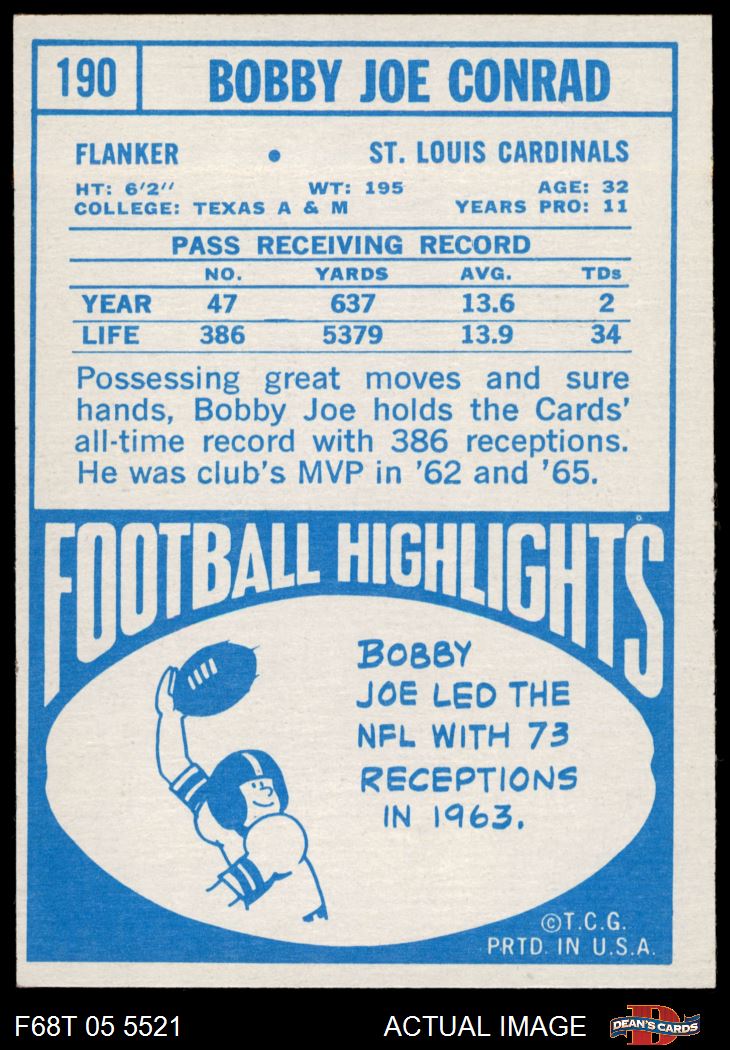 190 BOBBY JOE CONRAD
FLANKER • ST. LOUIS CARDINALS
HT: 6'2" WT: 195 AGE: 32
COLLEGE: TEXAS A & M YEARS PRO: 11
PASS RECEIVING RECORD
NO. YARDS AVG. TDs
YEAR 47 637 13.6 2
LIFE 386 5379 13.9 34
Possessing great moves and sure
hands, Bobby Joe holds the Cards'
all-time record with 386 receptions.
He was club's MVP in '62 and '65.
FOOTBALL HIGHLIGHTS
BOBBY
JOE LED THE
NFL WITH 73
RECEPTIONS
IN 1963.
©T.C.G.
PRTD. IN U.S.A.
F68T 05 5521 ACTUAL IMAGE D DEAN'S CARDS